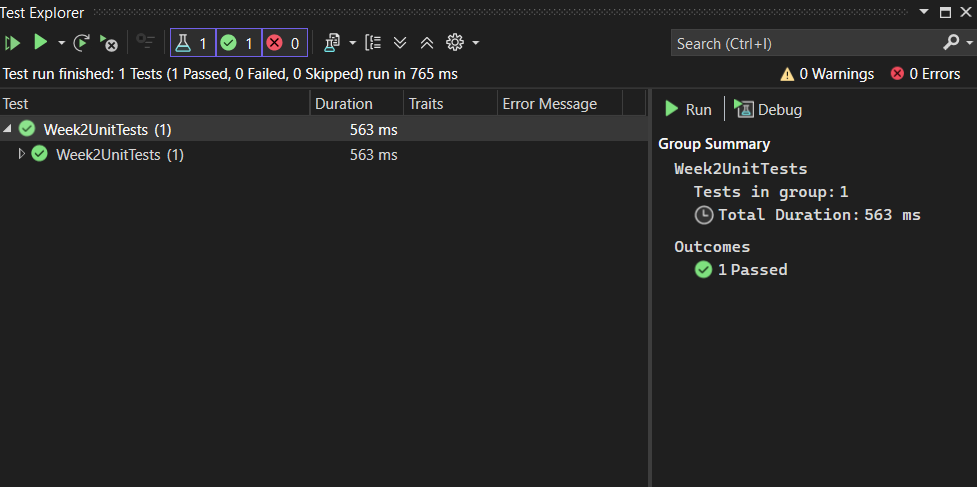 Test Explorer
1 1 0
Search (Ctrl+I)
Test run finished: 1 Tests (1 Passed, 0 Failed, 0 Skipped) run in 765 ms
0 Warnings 0 Errors
Test Duration Traits Error Message
Week2UnitTests (1) 563 ms
Week2UnitTests (1) 563 ms
Run Debug
Group Summary
Week2UnitTests
Tests in group: 1
Total Duration: 563 ms
Outcomes
1 Passed